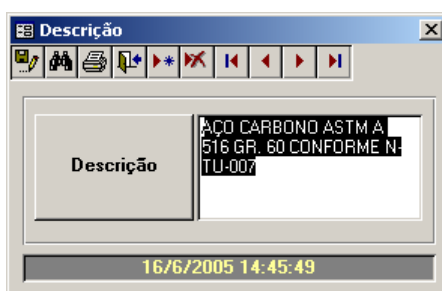 Descrição
Descrição
AÇO CARBONO ASTM A
516 GR. 60 CONFORME N-
TU-007
16/6/2005 14:45:49